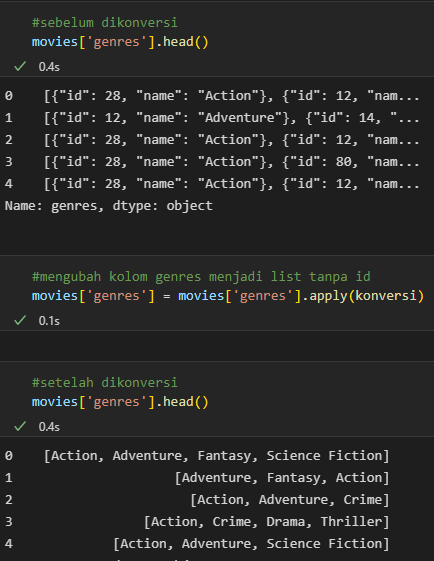 #sebelum dikonversi
movies['genres'].head()
0.4s
0 [{"id": 28, "name": "Action"}, {"id": 12, "nam...
1 [{"id": 12, "name": "Adventure"}, {"id": 14, "...
2 [{"id": 28, "name": "Action"}, {"id": 12, "nam...
3 [{"id": 28, "name": "Action"}, {"id": 80, "nam...
4 [{"id": 28, "name": "Action"}, {"id": 12, "nam...
Name: genres, dtype: object
#mengubah kolom genres menjadi list tanpa id
movies['genres'] = movies['genres'].apply(konversi)
0.1s
#setelah dikonversi
movies['genres'].head()
0.4s
0 [Action, Adventure, Fantasy, Science Fiction]
1 [Adventure, Fantasy, Action]
2 [Action, Adventure, Crime]
3 [Action, Crime, Drama, Thriller]
4 [Action, Adventure, Science Fiction]